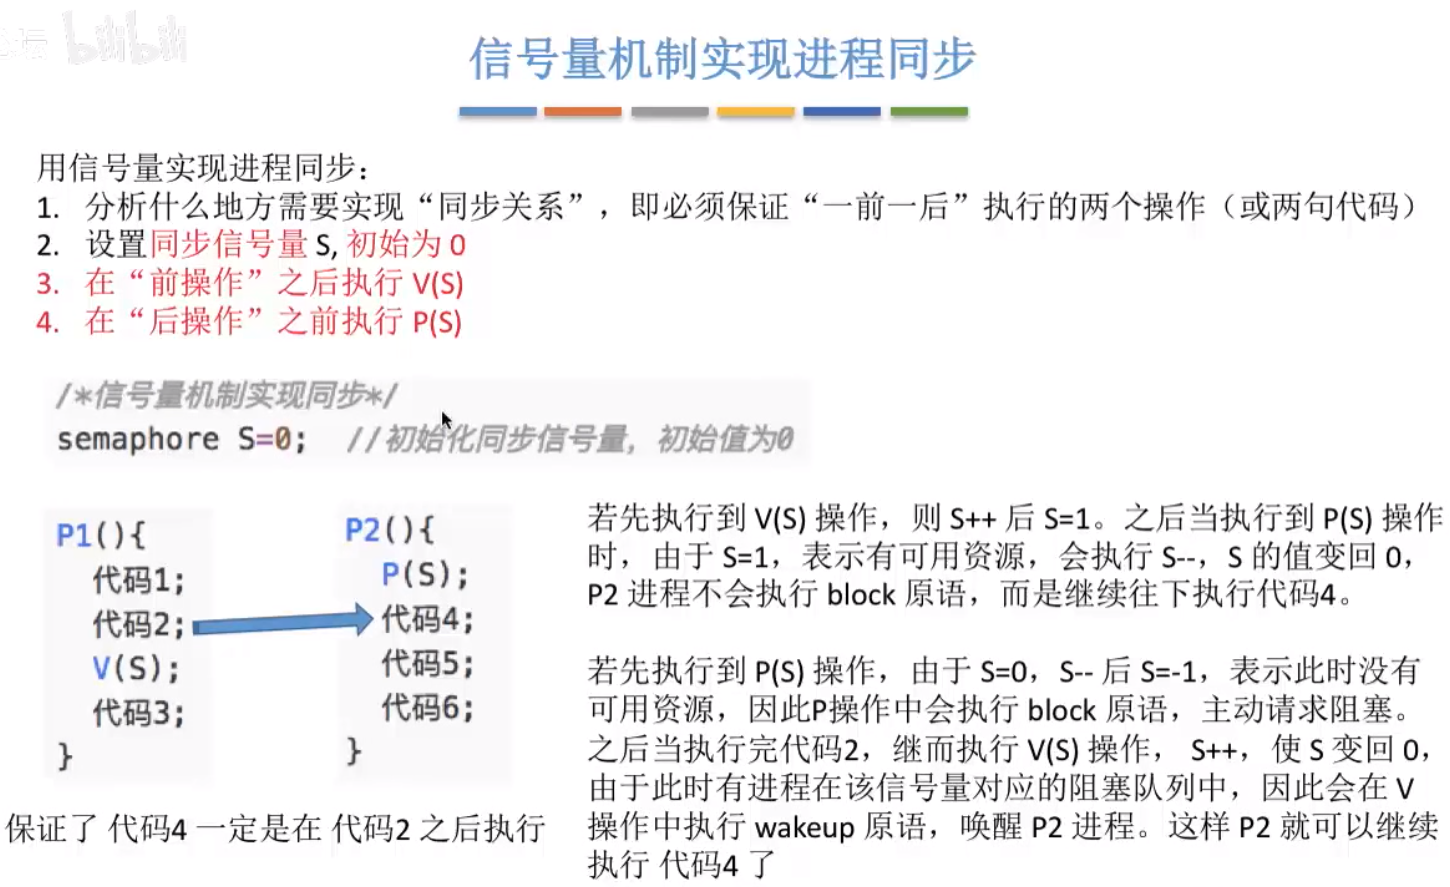 bilibili
信号量机制实现进程同步
用信号量实现进程同步：
1. 分析什么地方需要实现“同步关系”，即必须保证“一前一后”执行的两个操作（或两句代码）
2. 设置同步信号量 S, 初始为 0
3. 在“前操作”之后执行 V(S)
4. 在“后操作”之前执行 P(S)
/*信号量机制实现同步*/
semaphore S=0; //初始化同步信号量，初始值为0
P1(){
代码1;
代码2;
V(S);
代码3;
}
P2(){
P(S);
代码4;
代码5;
代码6;
}
保证了 代码4 一定是在 代码2 之后执行
若先执行到 V(S) 操作，则 S++ 后 S=1。之后当执行到 P(S) 操作
时，由于 S=1，表示有可用资源，会执行 S--，S 的值变回 0，
P2 进程不会执行 block 原语，而是继续往下执行代码4。
若先执行到 P(S) 操作，由于 S=0，S-- 后 S=-1，表示此时没有
可用资源，因此P操作中会执行 block 原语，主动请求阻塞。
之后当执行完代码2，继而执行 V(S) 操作， S++，使 S 变回 0，
由于此时有进程在该信号量对应的阻塞队列中，因此会在 V
操作中执行 wakeup 原语，唤醒 P2 进程。这样 P2 就可以继续
执行 代码4 了